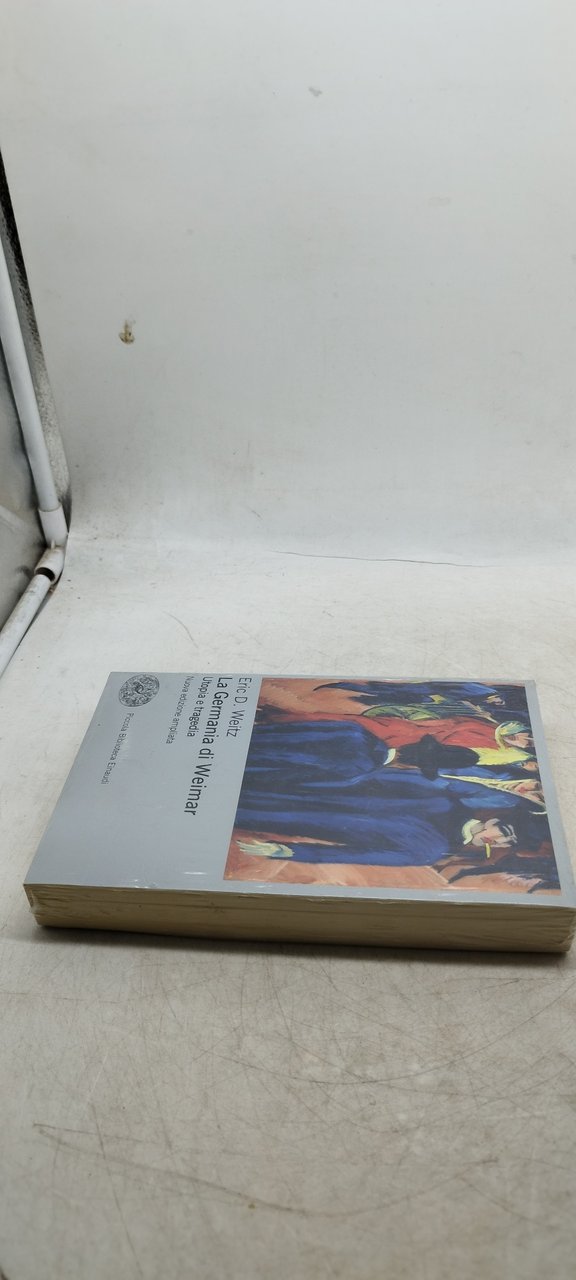 Eric D. Weitz
La Germania di Weimar
Utopia e tragedia
Nuova edizione ampliata
Piccola Biblioteca Einaudi